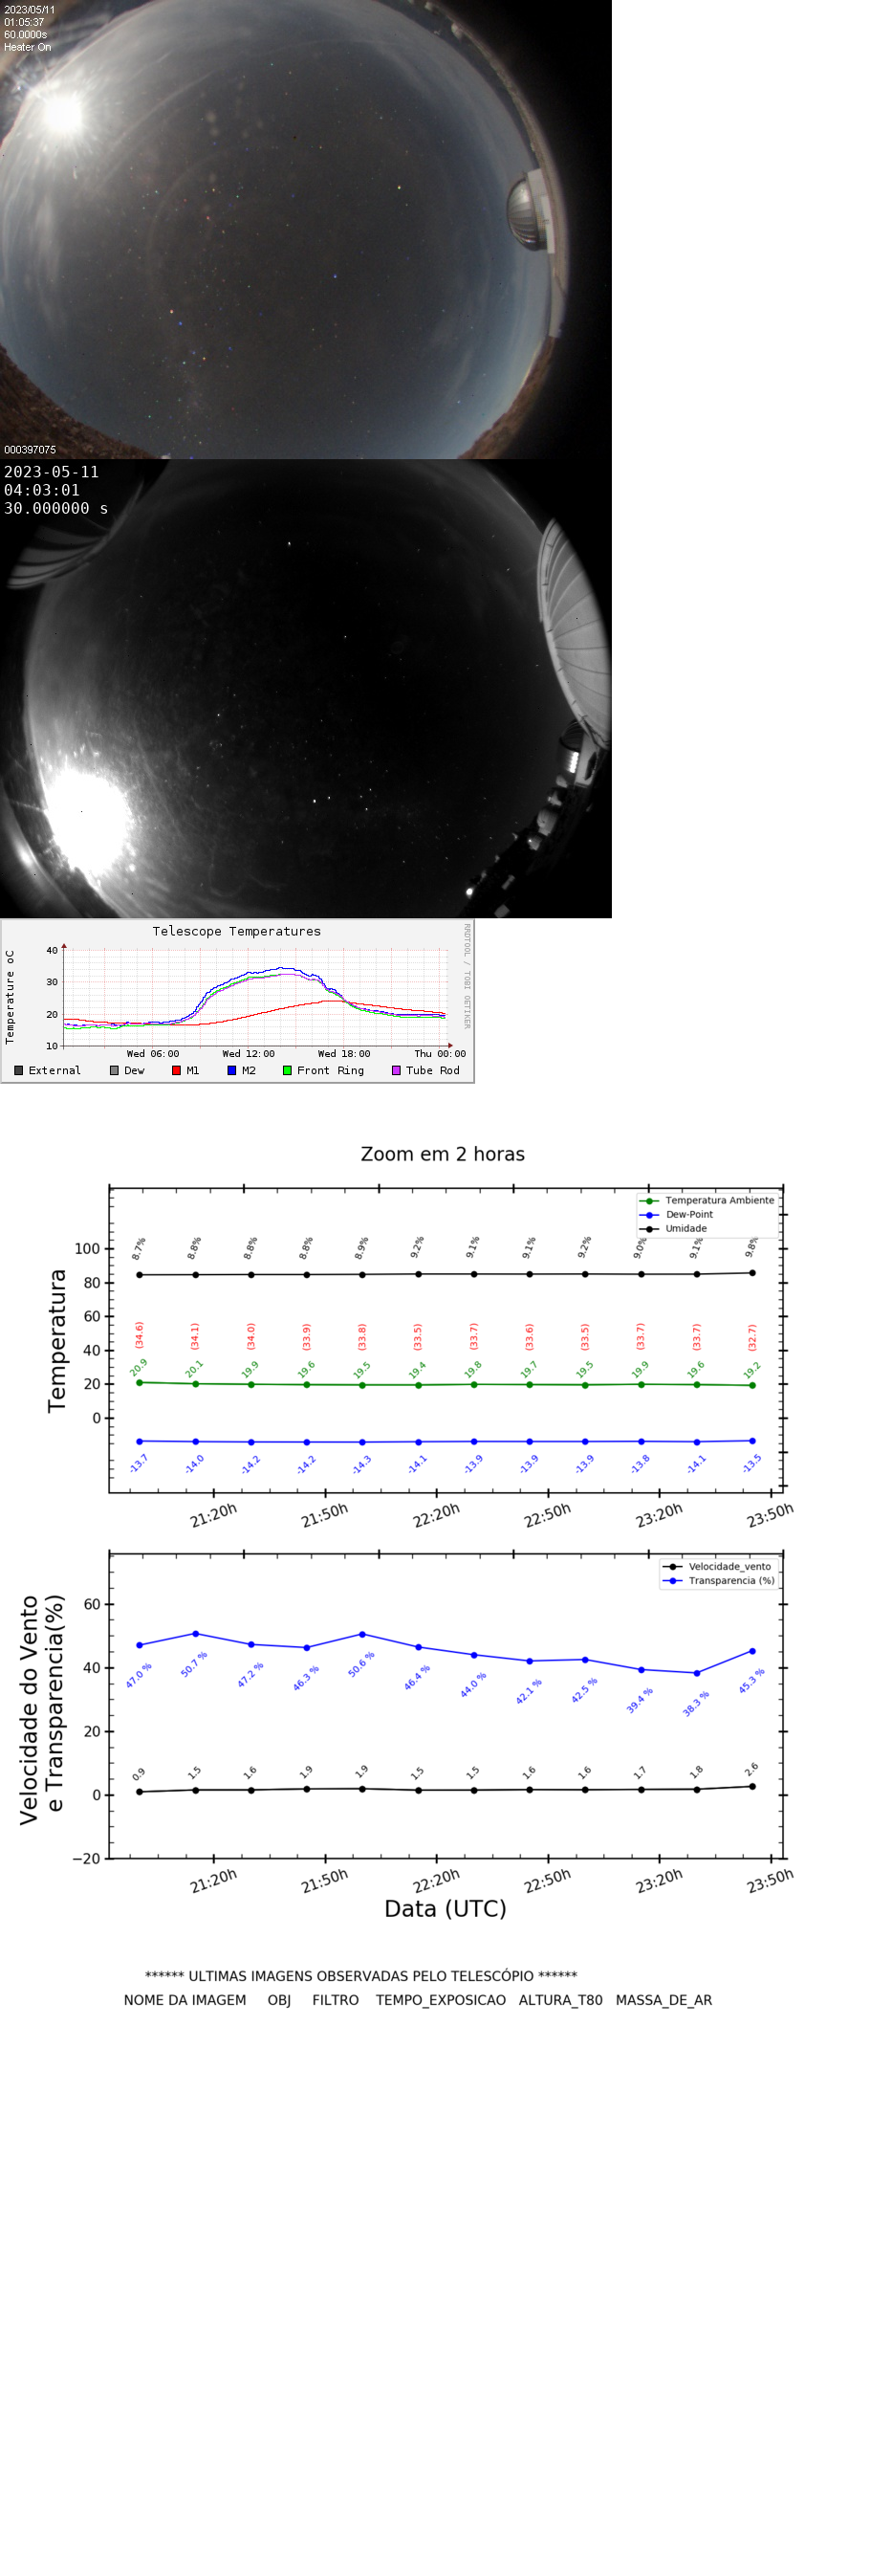 2023/05/11
01:05:37
60.0000s
Heater On
000397075
2023-05-11
04:03:01
30.000000 s
Telescope Temperatures
RRDTOOL / TOBI OETIKER
Temperature oC
40
30
20
10
Wed 06:00 Wed 12:00 Wed 18:00 Thu 00:00
External Dew M1 M2 Front Ring Tube Rod
Zoom em 2 horas
Temperatura Ambiente
Dew-Point
Umidade
Temperatura
100
80
60
40
20
0
8.7% 8.8% 8.8% 8.8% 8.9% 9.2% 9.1% 9.1% 9.2% 9.0% 9.1% 9.8%
(34.6) (34.1) (34.0) (33.9) (33.8) (33.5) (33.7) (33.6) (33.5) (33.7) (33.7) (32.7)
20.9 20.1 19.9 19.6 19.5 19.4 19.8 19.7 19.5 19.9 19.6 19.2
-13.7 -14.0 -14.2 -14.2 -14.3 -14.1 -13.9 -13.9 -13.9 -13.8 -14.1 -13.5
21:20h 21:50h 22:20h 22:50h 23:20h 23:50h
Velocidade_vento
Transparencia (%)
Velocidade do Vento
e Transparencia(%)
60
40
20
0
−20
47.0 % 50.7 % 47.2 % 46.3 % 50.6 % 46.4 % 44.0 % 42.1 % 42.5 % 39.4 % 38.3 % 45.3 %
0.9 1.5 1.6 1.9 1.9 1.5 1.5 1.6 1.6 1.7 1.8 2.6
21:20h 21:50h 22:20h 22:50h 23:20h 23:50h
Data (UTC)
****** ULTIMAS IMAGENS OBSERVADAS PELO TELESCÓPIO ******
NOME DA IMAGEM OBJ FILTRO TEMPO_EXPOSICAO ALTURA_T80 MASSA_DE_AR